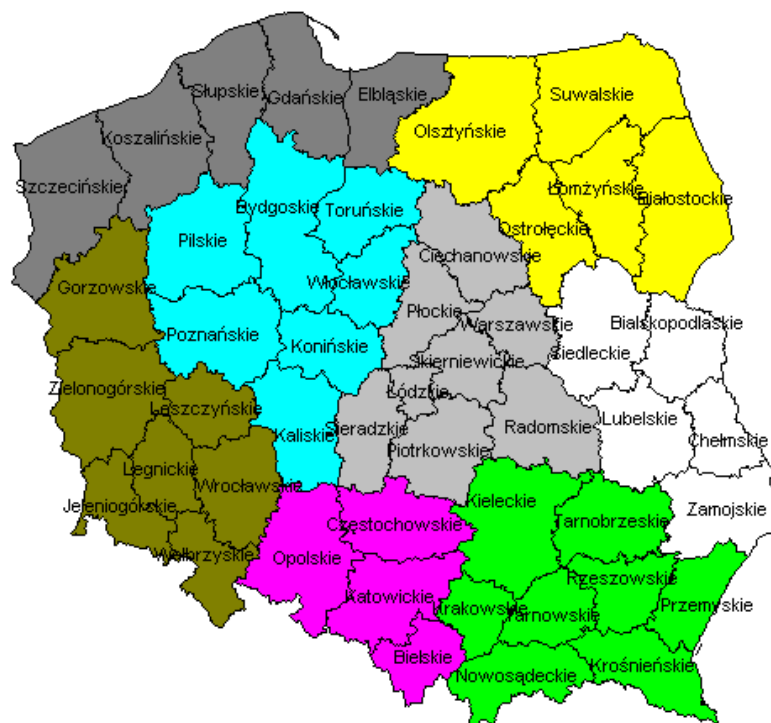 Słupskie
Gdańskie
Elbląskie
Suwalskie
Olsztyńskie
Koszalińskie
Szczecińskie
Bydgoskie
Toruńskie
Łomżyńskie
Białostockie
Ostrołęckie
Pilskie
Ciechanowskie
Gorzowskie
Włocławskie
Płockie
Warszawskie
Bialskopodlaskie
Siedleckie
Poznańskie
Konińskie
Skierniewickie
Zielonogórskie
Leszczyńskie
Łódzkie
Kaliskie
Sieradzkie
Piotrkowskie
Radomskie
Lubelskie
Chełmskie
Legnickie
Wrocławskie
Jeleniogórskie
Kieleckie
Zamojskie
Częstochowskie
Tarnobrzeskie
Wałbrzyskie
Opolskie
Katowickie
Rzeszowskie
Krakowskie
Tarnowskie
Przemyskie
Bielskie
Nowosądeckie
Krośnieńskie